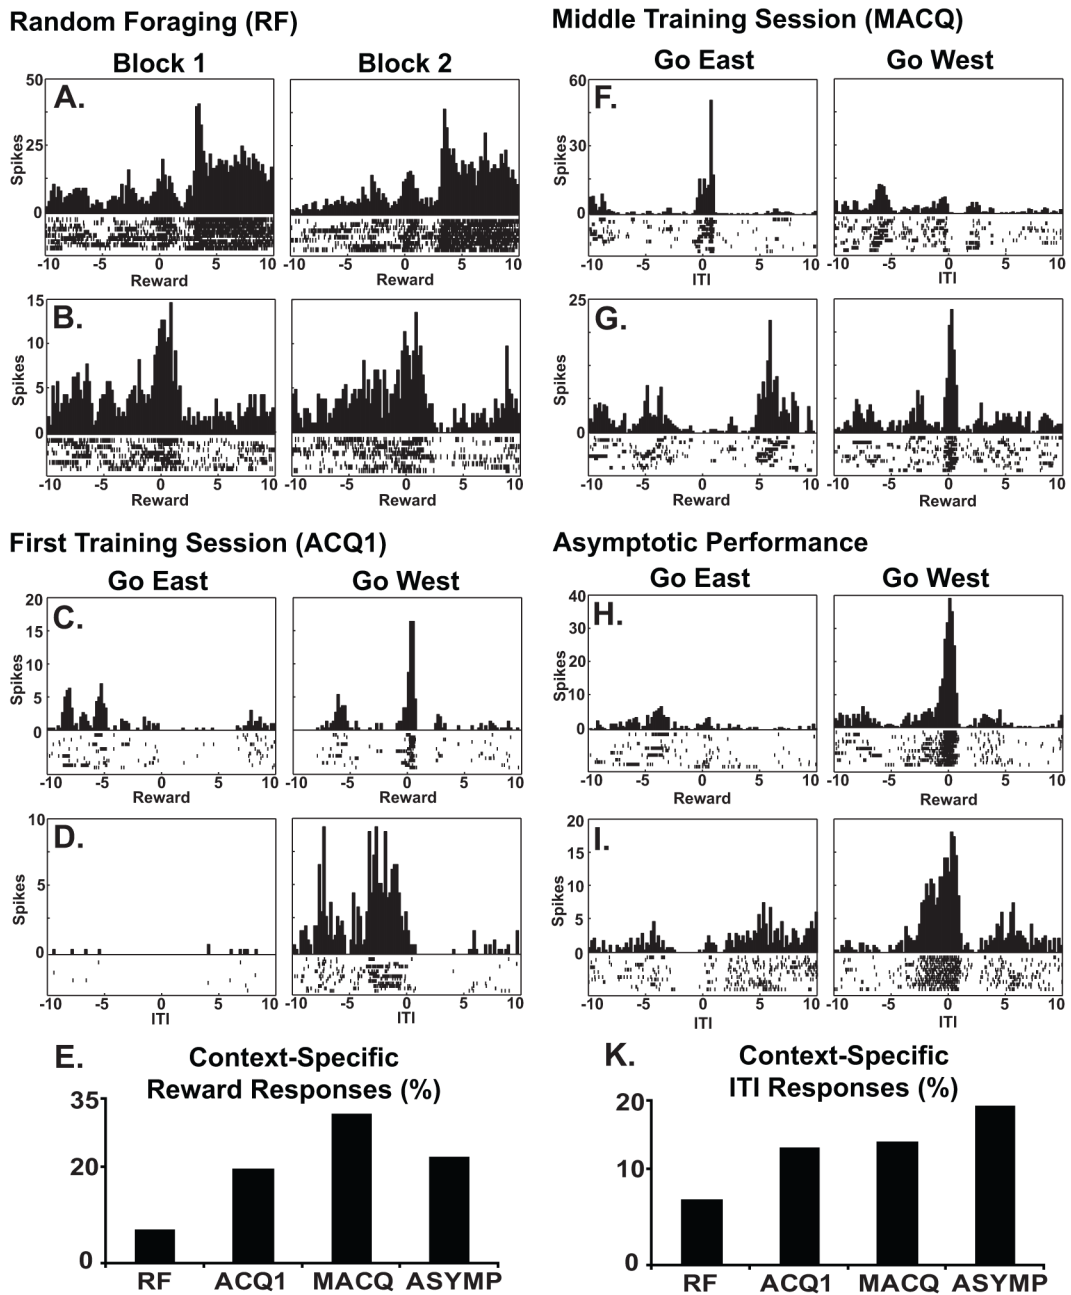 Random Foraging (RF)
Block 1
Block 2
A.
Spikes
50
25
0
-10 -5 0 5 10
Reward
-10 -5 0 5 10
Reward
B.
Spikes
15
10
5
0
-10 -5 0 5 10
Reward
-10 -5 0 5 10
Reward
First Training Session (ACQ1)
Go East
Go West
C.
Spikes
20
15
10
5
0
-10 -5 0 5 10
Reward
-10 -5 0 5 10
Reward
D.
Spikes
10
5
0
-10 -5 0 5 10
ITI
-10 -5 0 5 10
ITI
E.
Context-Specific
Reward Responses (%)
35
20
0
RF ACQ1 MACQ ASYMP
Middle Training Session (MACQ)
Go East
Go West
F.
Spikes
60
30
0
-10 -5 0 5 10
ITI
-10 -5 0 5 10
ITI
G.
Spikes
25
0
-10 -5 0 5 10
Reward
-10 -5 0 5 10
Reward
Asymptotic Performance
Go East
Go West
H.
Spikes
40
30
20
10
0
-10 -5 0 5 10
Reward
-10 -5 0 5 10
Reward
I.
Spikes
20
15
10
5
0
0
-10 -5 0 5 10
ITI
-10 -5 0 5 10
ITI
K.
Context-Specific
ITI Responses (%)
20
10
0
RF ACQ1 MACQ ASYMP